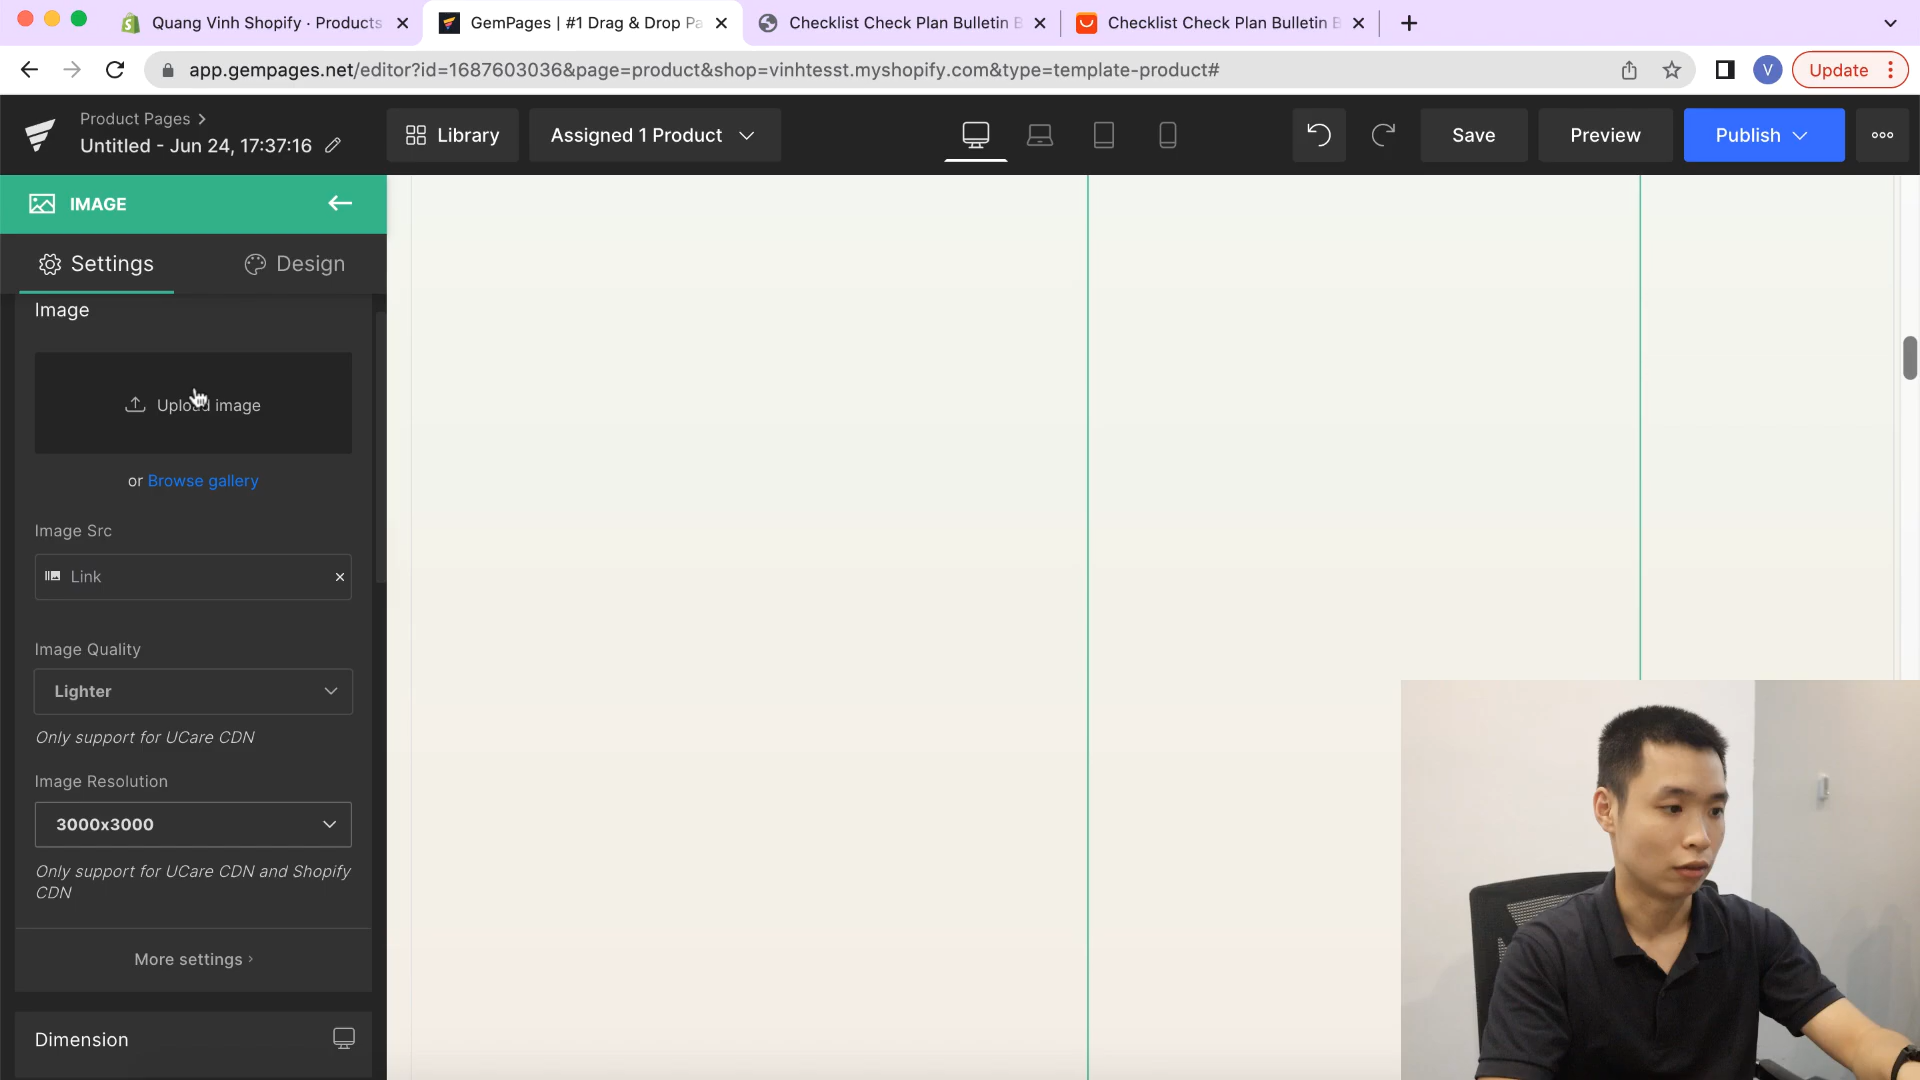 Quang Vinh Shopify · Products
GemPages | #1 Drag & Drop Pa
Checklist Check Plan Bulletin B
Checklist Check Plan Bulletin B
app.gempages.net/editor?id=1687603036&page=product&shop=vinhtesst.myshopify.com&type=template-product#
V
Update
Product Pages >
Untitled - Jun 24, 17:37:16
Library
Assigned 1 Product
Save
Preview
Publish
IMAGE
Settings
Design
Image
Upload image
or Browse gallery
Image Src
Link
Image Quality
Lighter
Only support for UCare CDN
Image Resolution
3000x3000
Only support for UCare CDN and Shopify
CDN
More settings ›
Dimension